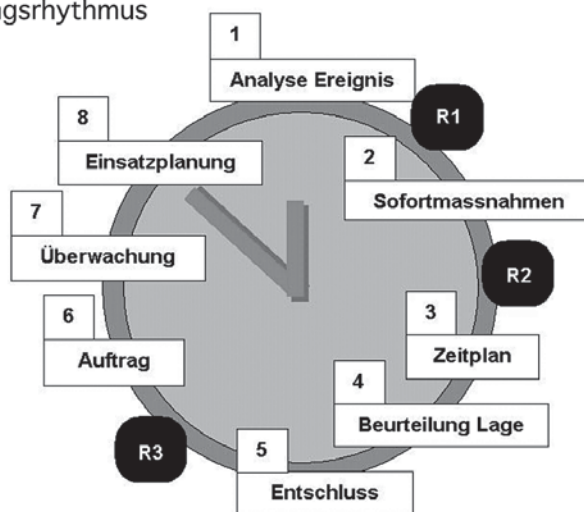 1
Analyse Ereignis
R1
2
Sofortmassnahmen
R2
3
Zeitplan
4
Beurteilung Lage
5
Entschluss
R3
6
Auftrag
7
Überwachung
8
Einsatzplanung